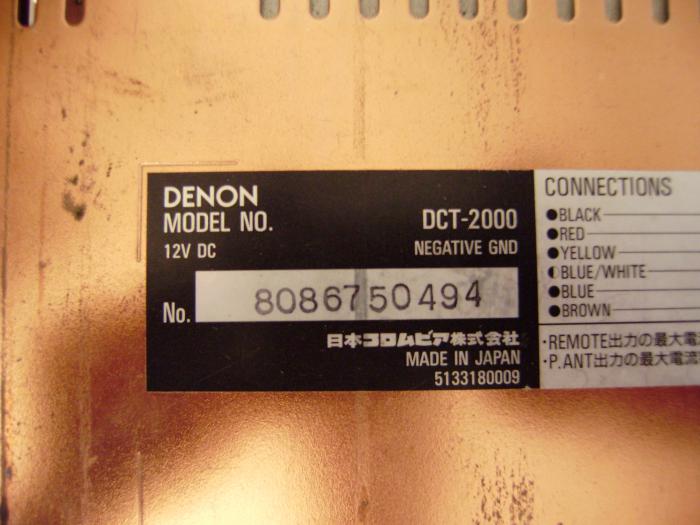 DENON
MODEL NO. DCT-2000
12V DC NEGATIVE GND
No. 8086750494
日本コロムビア株式会社
MADE IN JAPAN
5133180009
CONNECTIONS
●BLACK
●RED
●YELLOW
◐BLUE/WHITE
●BLUE
●BROWN
・REMOTE出力の最大電流
・P.ANT出力の最大電流